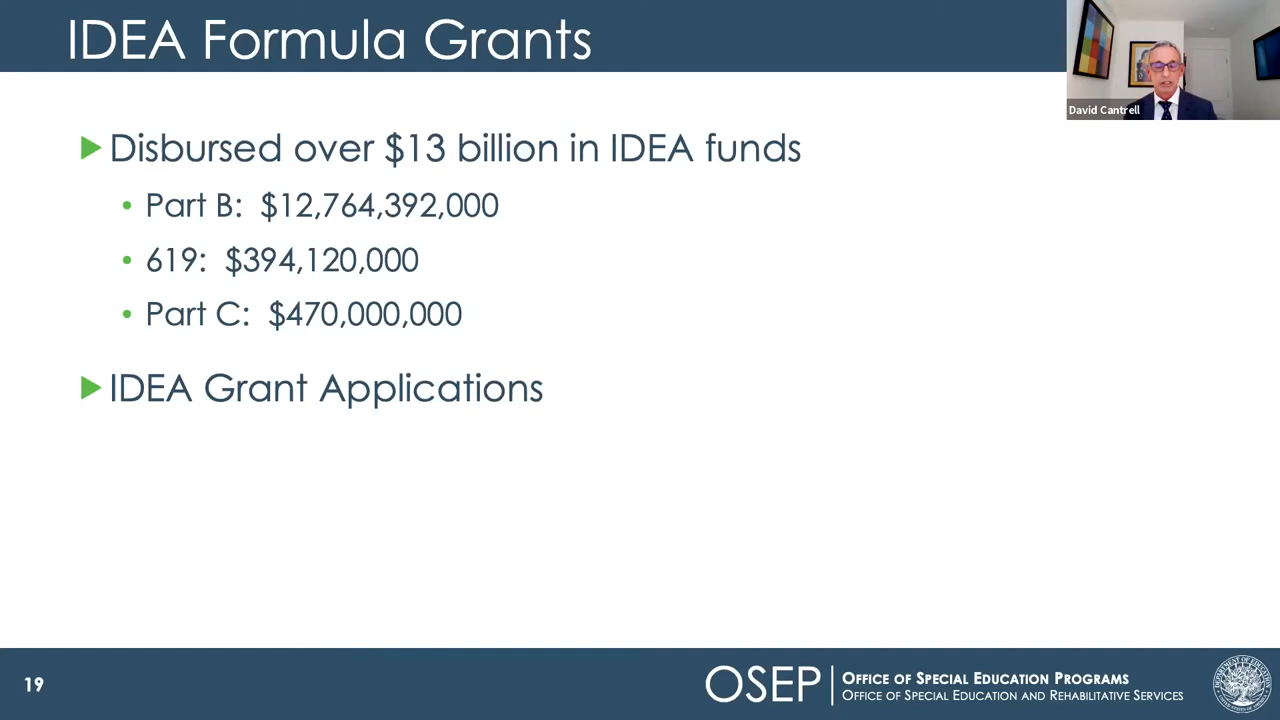 IDEA Formula Grants
David Cantrell
Disbursed over $13 billion in IDEA funds
Part B: $12,764,392,000
619: $394,120,000
Part C: $470,000,000
IDEA Grant Applications
19
OSEP
OFFICE OF SPECIAL EDUCATION PROGRAMS
OFFICE OF SPECIAL EDUCATION AND REHABILITATIVE SERVICES